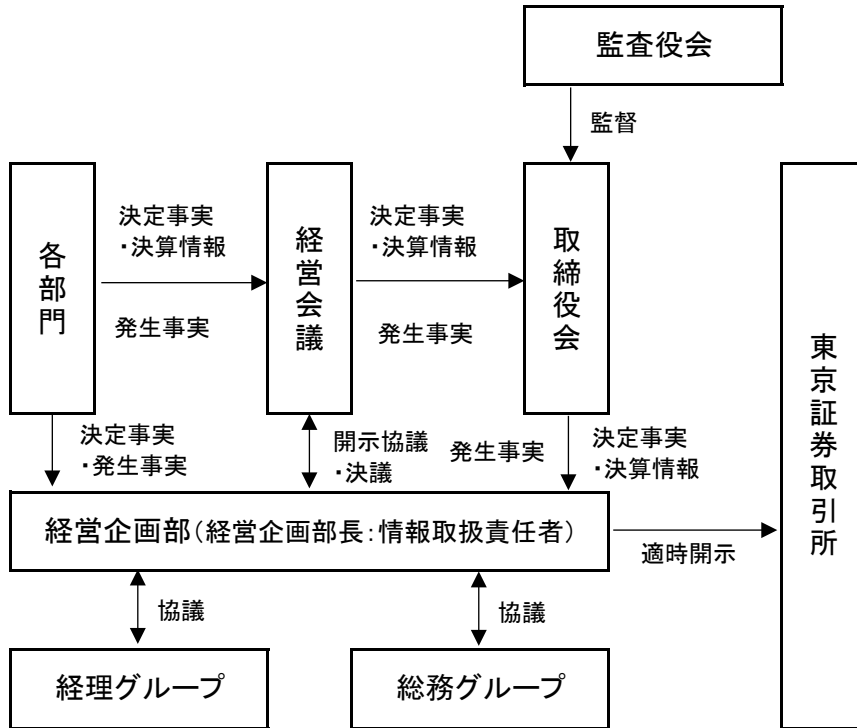 監査役会
監督
各部門
決定事実
・決算情報
発生事実
経営会議
決定事実
・決算情報
発生事実
取締役会
東京証券取引所
決定事実
・発生事実
開示協議
・決議
発生事実
決定事実
・決算情報
経営企画部(経営企画部長:情報取扱責任者)
適時開示
協議
協議
経理グループ
総務グループ